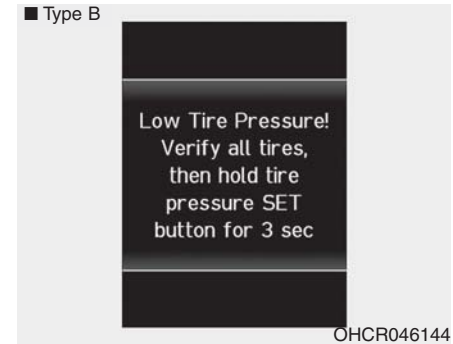 ■ Type B
Low Tire Pressure!
Verify all tires,
then hold tire
pressure SET
button for 3 sec
OHCR046144